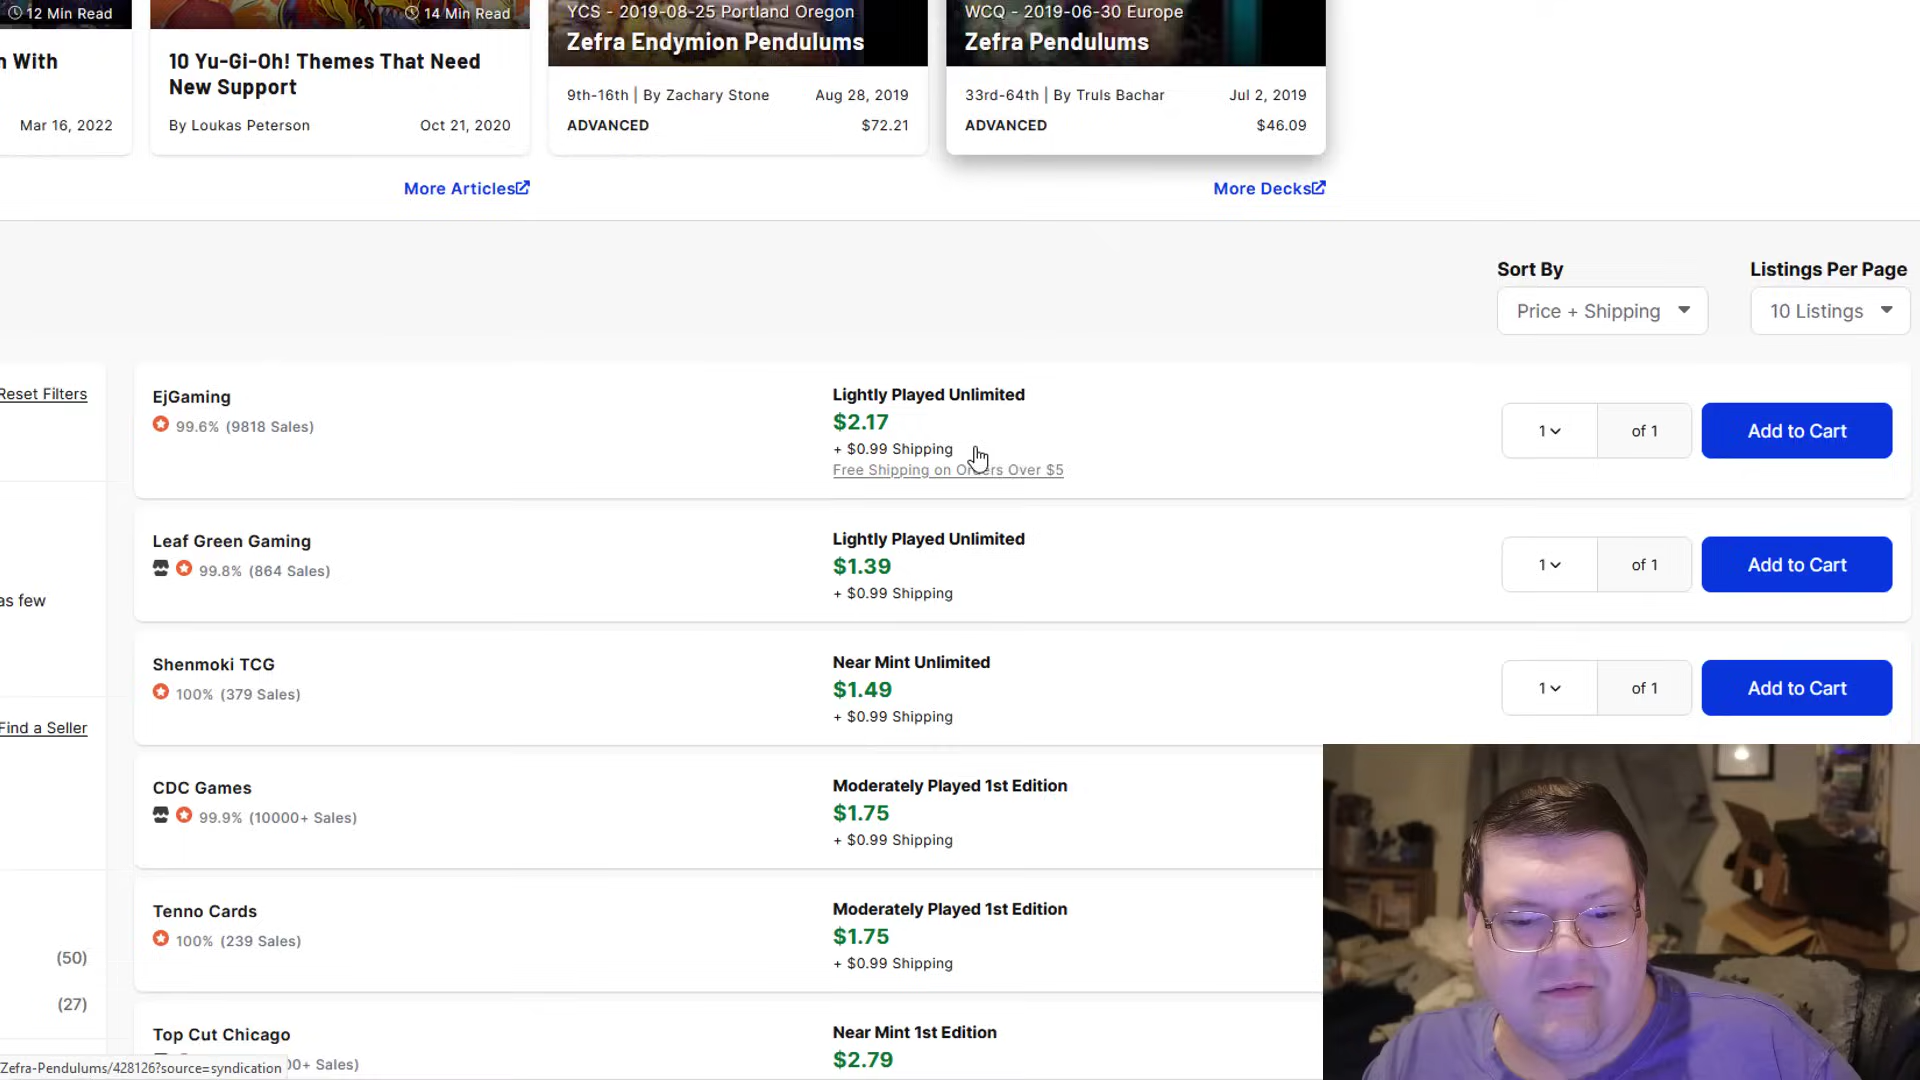 12 Min Read
14 Min Read
YCS - 2019-08-25 Portland Oregon
WCQ - 2019-06-30 Europe
n With
10 Yu-Gi-Oh! Themes That Need
New Support
Zefra Endymion Pendulums
Zefra Pendulums
9th-16th | By Zachary Stone
Aug 28, 2019
33rd-64th | By Truls Bachar
Jul 2, 2019
Mar 16, 2022
By Loukas Peterson
Oct 21, 2020
ADVANCED
$72.21
ADVANCED
$46.09
More Articles
More Decks
Sort By
Listings Per Page
Price + Shipping
10 Listings
Reset Filters
EjGaming
99.6% (9818 Sales)
Lightly Played Unlimited
$2.17
+ $0.99 Shipping
Free Shipping on Orders Over $5
1
of 1
Add to Cart
Leaf Green Gaming
99.8% (864 Sales)
Lightly Played Unlimited
$1.39
+ $0.99 Shipping
1
of 1
Add to Cart
as few
Shenmoki TCG
100% (379 Sales)
Near Mint Unlimited
$1.49
+ $0.99 Shipping
1
of 1
Add to Cart
Find a Seller
CDC Games
99.9% (10000+ Sales)
Moderately Played 1st Edition
$1.75
+ $0.99 Shipping
Tenno Cards
100% (239 Sales)
Moderately Played 1st Edition
$1.75
+ $0.99 Shipping
(50)
(27)
Top Cut Chicago
00+ Sales)
Near Mint 1st Edition
$2.79
Zefra-Pendulums/428126?source=syndication